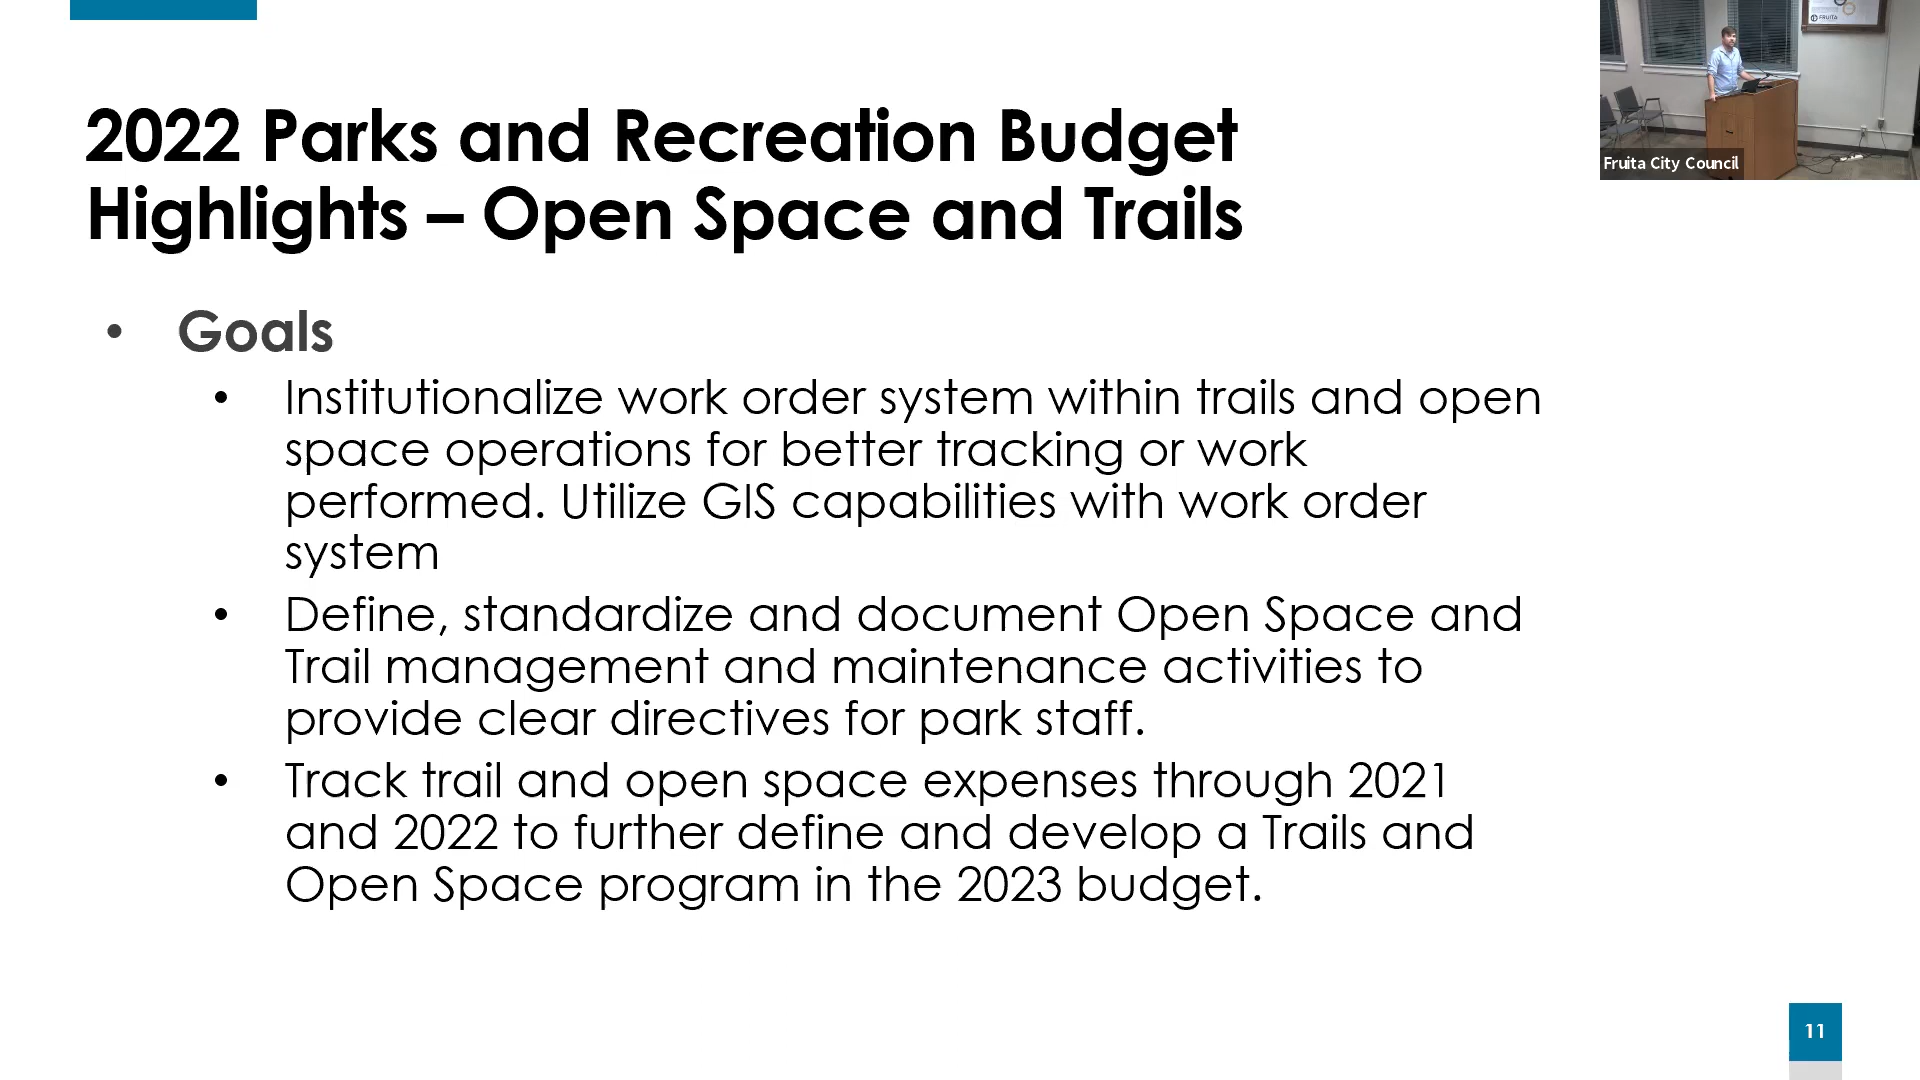 2022 Parks and Recreation Budget
Highlights – Open Space and Trails
• Goals
• Institutionalize work order system within trails and open
space operations for better tracking or work
performed. Utilize GIS capabilities with work order
system
• Define, standardize and document Open Space and
Trail management and maintenance activities to
provide clear directives for park staff.
• Track trail and open space expenses through 2021
and 2022 to further define and develop a Trails and
Open Space program in the 2023 budget.
FRUITA
Fruita City Council
11